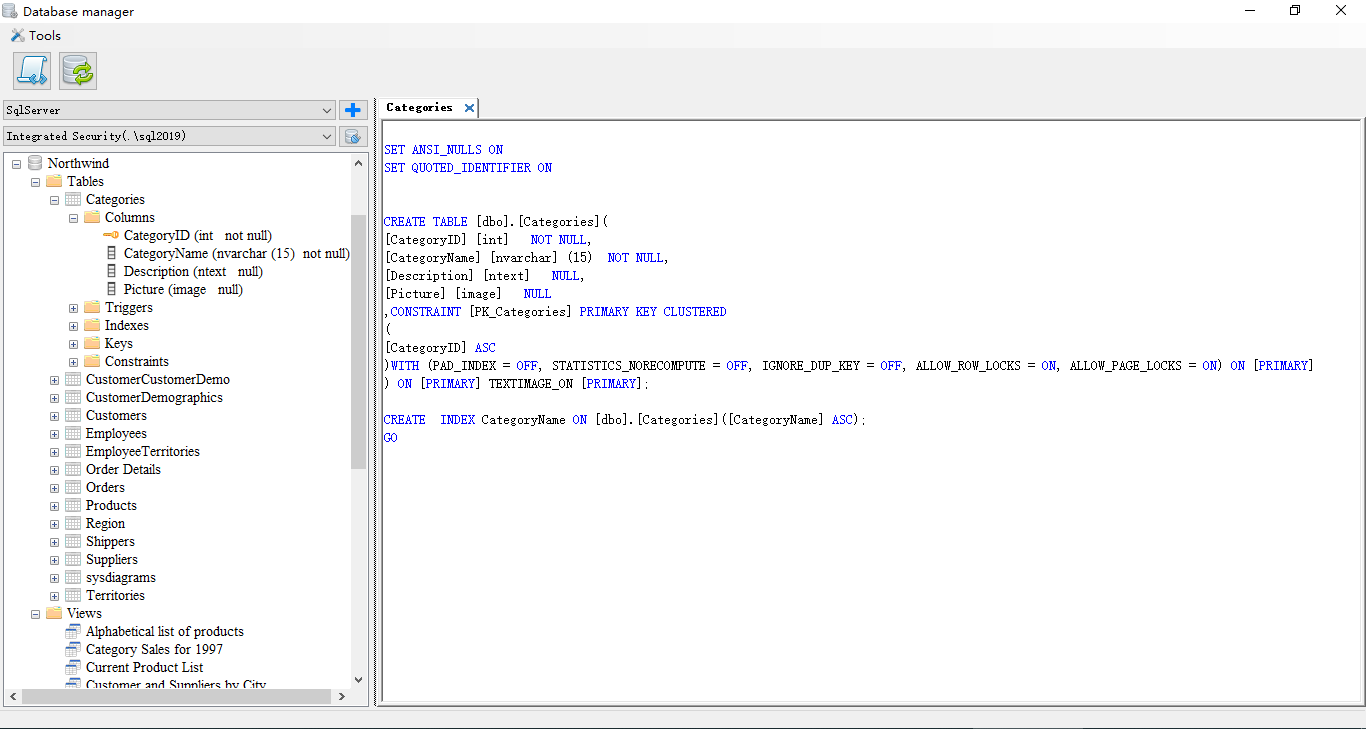 Database manager
Tools
SqlServer
Integrated Security(.\sql2019)
Northwind
Tables
Categories
Columns
CategoryID (int   not null)
CategoryName (nvarchar (15)  not null)
Description (ntext   null)
Picture (image   null)
Triggers
Indexes
Keys
Constraints
CustomerCustomerDemo
CustomerDemographics
Customers
Employees
EmployeeTerritories
Order Details
Orders
Products
Region
Shippers
Suppliers
sysdiagrams
Territories
Views
Alphabetical list of products
Category Sales for 1997
Current Product List
Customer and Suppliers by City
Categories
SET ANSI_NULLS ON
SET QUOTED_IDENTIFIER ON
CREATE TABLE [dbo].[Categories](
[CategoryID] [int]   NOT NULL,
[CategoryName] [nvarchar] (15)  NOT NULL,
[Description] [ntext]   NULL,
[Picture] [image]   NULL
,CONSTRAINT [PK_Categories] PRIMARY KEY CLUSTERED
(
[CategoryID] ASC
)WITH (PAD_INDEX = OFF, STATISTICS_NORECOMPUTE = OFF, IGNORE_DUP_KEY = OFF, ALLOW_ROW_LOCKS = ON, ALLOW_PAGE_LOCKS = ON) ON [PRIMARY]
) ON [PRIMARY] TEXTIMAGE_ON [PRIMARY];
CREATE  INDEX CategoryName ON [dbo].[Categories]([CategoryName] ASC);
GO